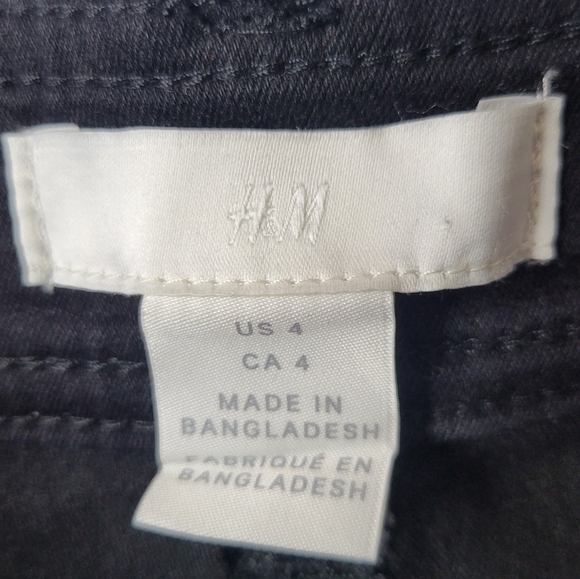 H&M
US 4
CA 4
MADE IN
BANGLADESH
FABRIQUÉ EN
BANGLADESH